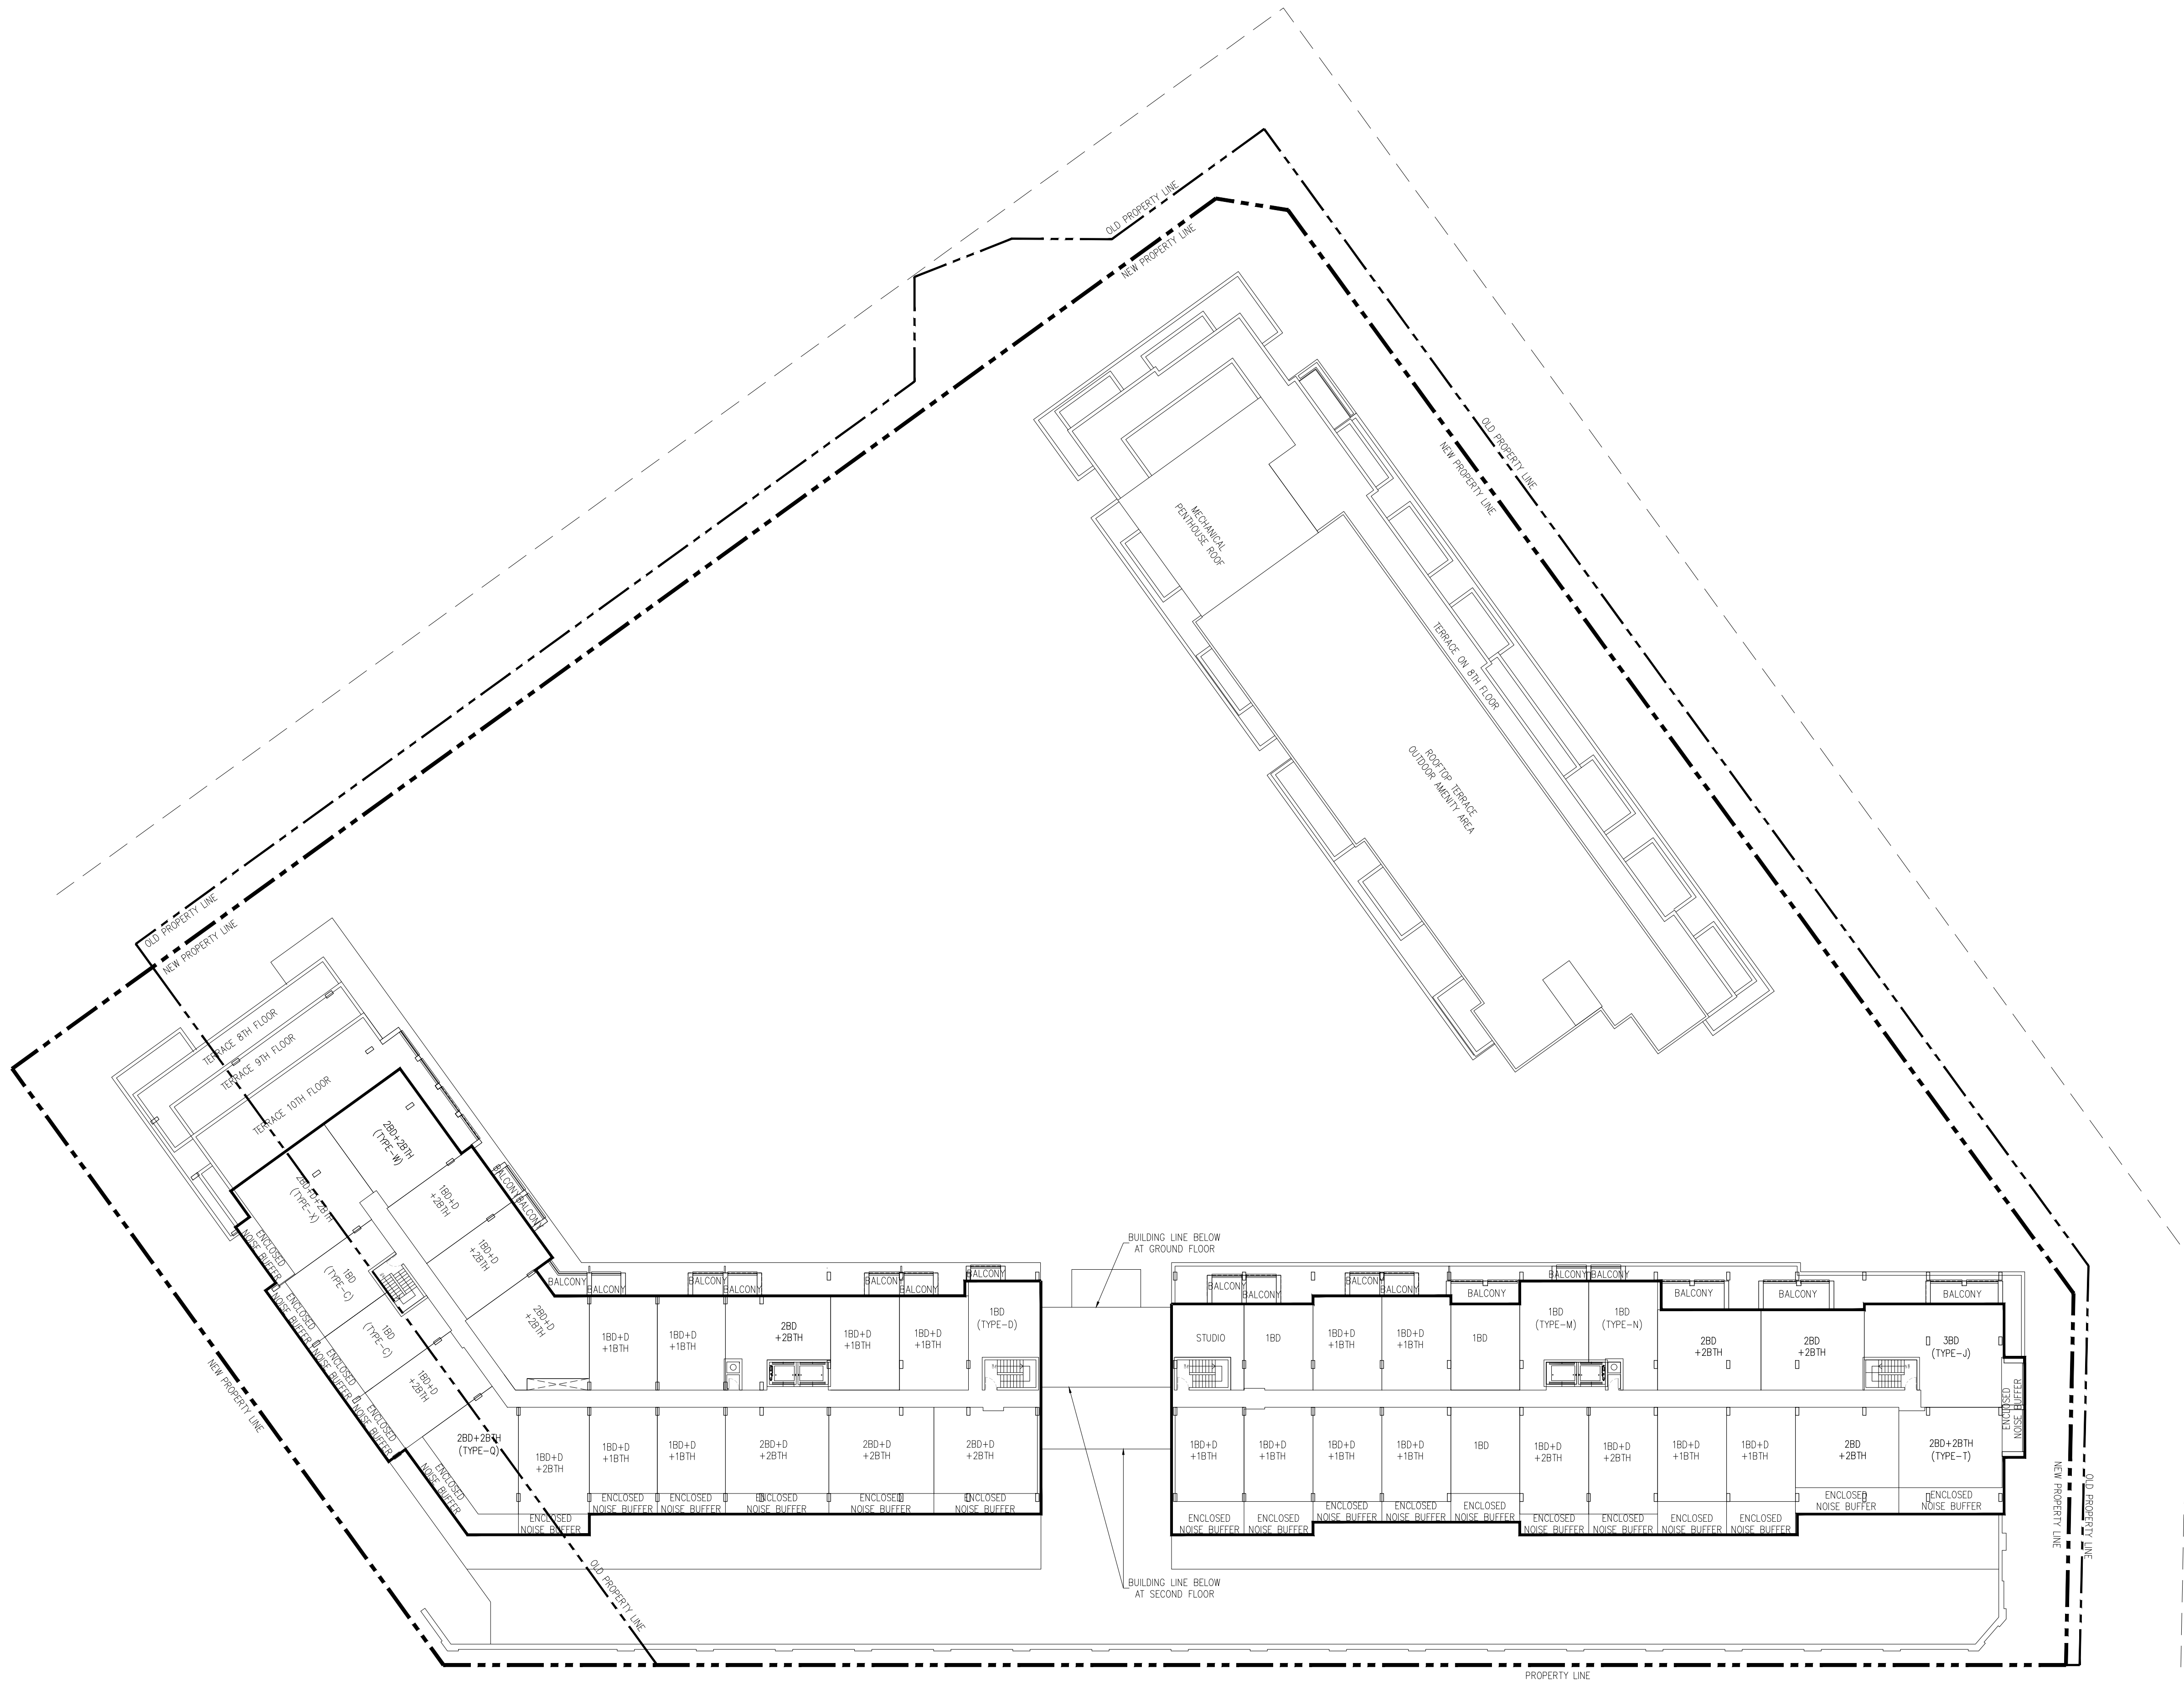 OLD PROPERTY LINE
NEW PROPERTY LINE
OLD PROPERTY LINE
NEW PROPERTY LINE
MECHANICAL
PENTHOUSE ROOF
TERRACE ON 8TH FLOOR
ROOFTOP TERRACE
OUTDOOR AMENITY AREA
OLD PROPERTY LINE
NEW PROPERTY LINE
TERRACE 8TH FLOOR
TERRACE 9TH FLOOR
TERRACE 10TH FLOOR
2BD+2BTH
(TYPE-W)
2BD+D+2BTH
(TYPE-X)
1BD+D
+2BTH
BALCONY
BALCONY
1BD+D
+2BTH
ENCLOSED
NOISE BUFFER
1BD
(TYPE-C)
ENCLOSED
NOISE BUFFER
1BD
(TYPE-C)
ENCLOSED
NOISE BUFFER
1BD+D
+2BTH
ENCLOSED
NOISE BUFFER
2BD+D
+2BTH
NEW PROPERTY LINE
BALCONY
BALCONY
BALCONY
BALCONY
BALCONY
BALCONY
BALCONY
1BD+D
+1BTH
1BD+D
+1BTH
2BD
+2BTH
1BD+D
+1BTH
1BD+D
+1BTH
1BD
(TYPE-D)
BUILDING LINE BELOW
AT GROUND FLOOR
BALCONY
BALCONY
BALCONY
BALCONY
BALCONY
BALCONY
BALCONY
BALCONY
BALCONY
BALCONY
STUDIO
1BD
1BD+D
+1BTH
1BD+D
+1BTH
1BD
1BD
(TYPE-M)
1BD
(TYPE-N)
2BD
+2BTH
2BD
+2BTH
3BD
(TYPE-J)
ENCLOSED
NOISE BUFFER
2BD+2BTH
(TYPE-Q)
ENCLOSED
NOISE BUFFER
1BD+D
+2BTH
1BD+D
+1BTH
1BD+D
+1BTH
2BD+D
+2BTH
2BD+D
+2BTH
2BD+D
+2BTH
ENCLOSED
NOISE BUFFER
ENCLOSED
NOISE BUFFER
ENCLOSED
NOISE BUFFER
ENCLOSED
NOISE BUFFER
ENCLOSED
NOISE BUFFER
ENCLOSED
NOISE BUFFER
1BD+D
+1BTH
1BD+D
+1BTH
1BD+D
+1BTH
1BD+D
+1BTH
1BD
1BD+D
+2BTH
1BD+D
+2BTH
1BD+D
+1BTH
1BD+D
+1BTH
2BD
+2BTH
2BD+2BTH
(TYPE-T)
ENCLOSED
NOISE BUFFER
ENCLOSED
NOISE BUFFER
ENCLOSED
NOISE BUFFER
ENCLOSED
NOISE BUFFER
ENCLOSED
NOISE BUFFER
ENCLOSED
NOISE BUFFER
ENCLOSED
NOISE BUFFER
ENCLOSED
NOISE BUFFER
ENCLOSED
NOISE BUFFER
ENCLOSED
NOISE BUFFER
ENCLOSED
NOISE BUFFER
NEW PROPERTY LINE
OLD PROPERTY LINE
OLD PROPERTY LINE
BUILDING LINE BELOW
AT SECOND FLOOR
PROPERTY LINE